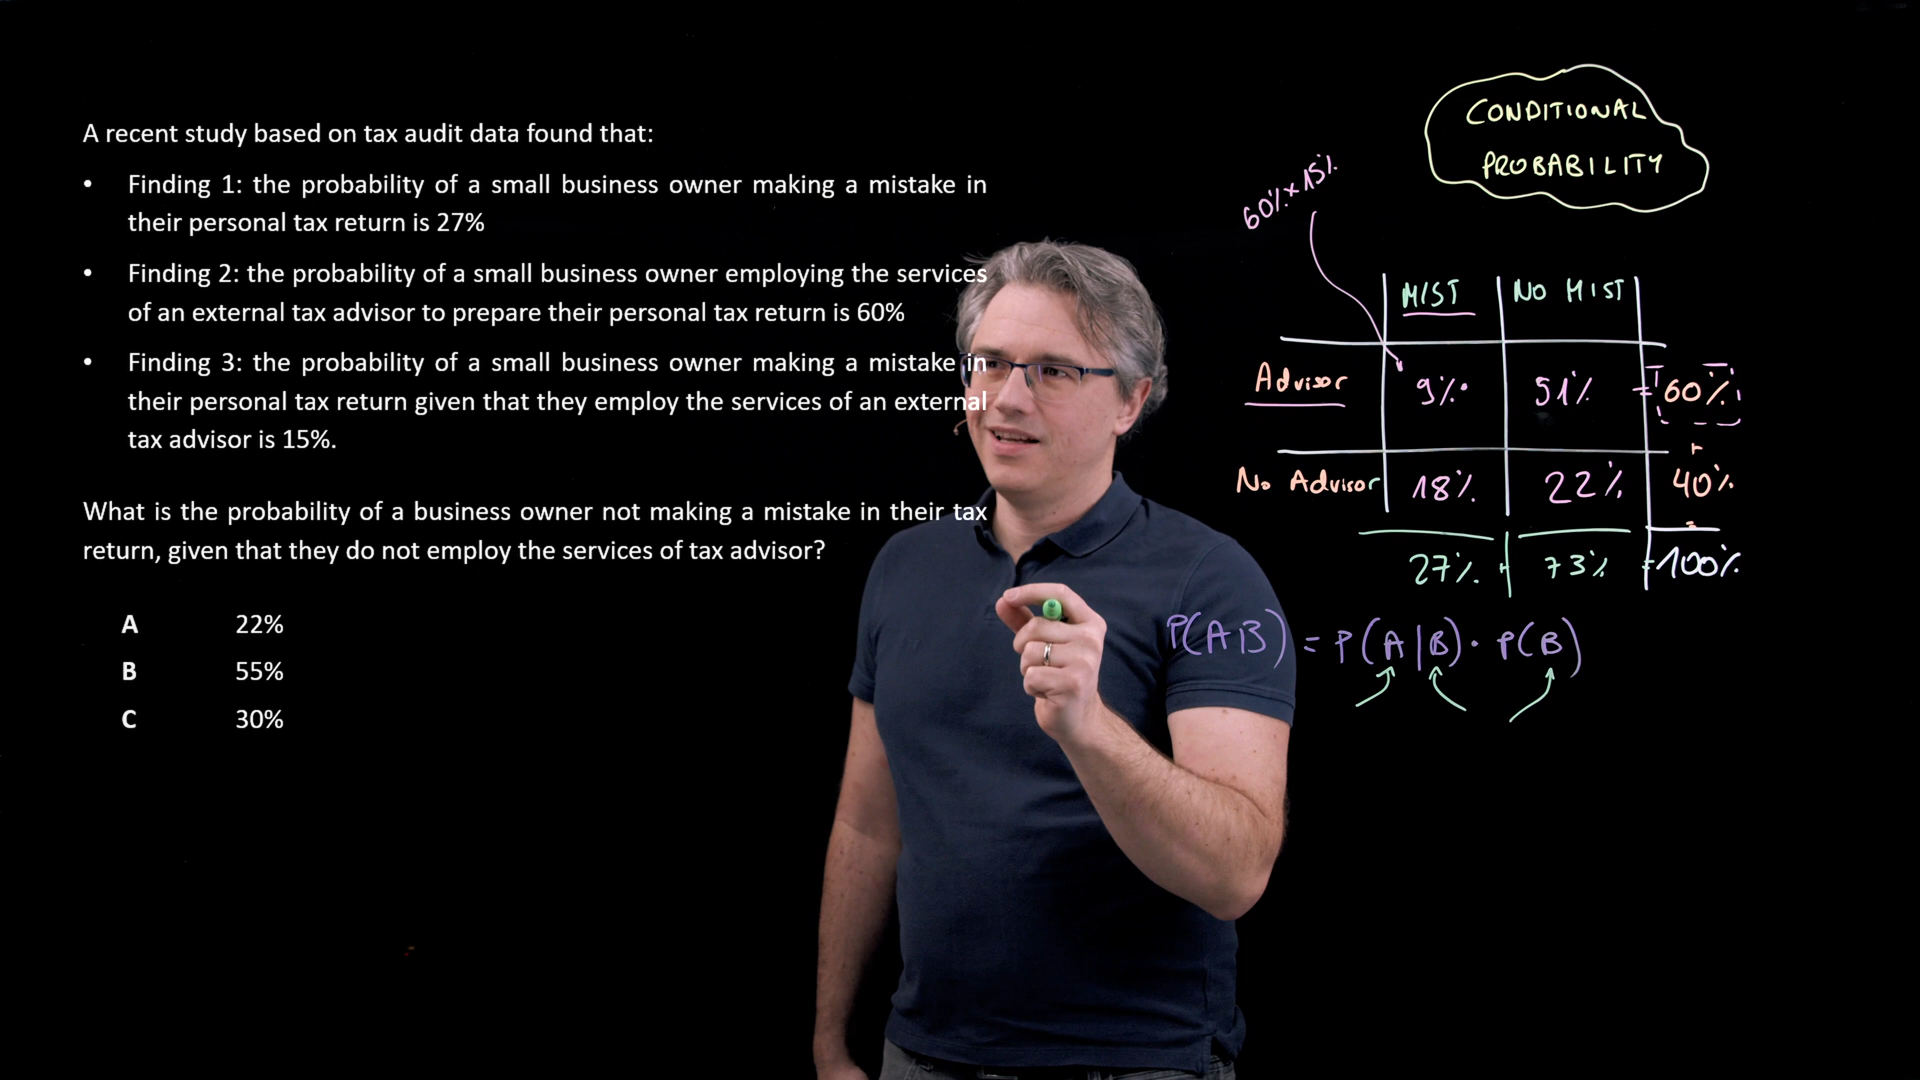 A recent study based on tax audit data found that:
• Finding 1: the probability of a small business owner making a mistake in
their personal tax return is 27%
• Finding 2: the probability of a small business owner employing the services
of an external tax advisor to prepare their personal tax return is 60%
• Finding 3: the probability of a small business owner making a mistake in
their personal tax return given that they employ the services of an external
tax advisor is 15%.
What is the probability of a business owner not making a mistake in their tax
return, given that they do not employ the services of tax advisor?
A 22%
B 55%
C 30%
CONDITIONAL
PROBABILITY
60% × 15%
MIST NO MIST
Advisor 9% 51% = 60%
+
No Advisor 18% 22% 40%
=
27% + 73% = 100%
P(AB) = P(A|B) · P(B)